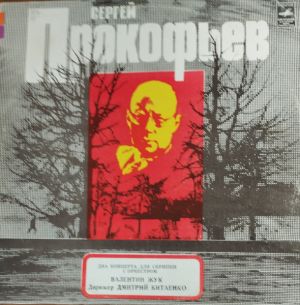 СЕРГЕЙ
Прокофьев
ДВА КОНЦЕРТА ДЛЯ СКРИПКИ
С ОРКЕСТРОМ
ВАЛЕНТИН ЖУК
Дирижер ДМИТРИЙ КИТАЕНКО